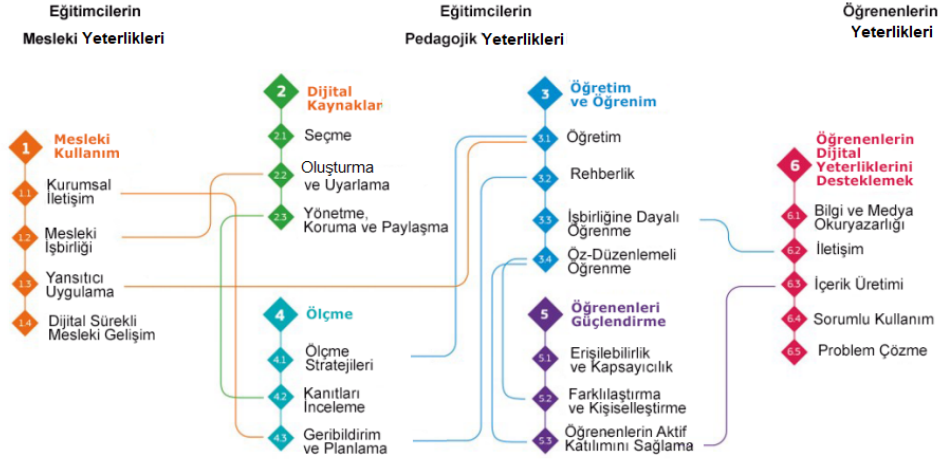 Eğitimcilerin
Mesleki Yeterlikleri
Eğitimcilerin
Pedagojik Yeterlikleri
Öğrenenlerin
Yeterlikleri
1
Mesleki
Kullanım
1.1
Kurumsal
İletişim
1.2
Mesleki
İşbirliği
1.3
Yansıtıcı
Uygulama
1.4
Dijital Sürekli
Mesleki Gelişim
2
Dijital
Kaynaklar
2.1
Seçme
2.2
Oluşturma
ve Uyarlama
2.3
Yönetme,
Koruma ve Paylaşma
4
Ölçme
4.1
Ölçme
Stratejileri
4.2
Kanıtları
İnceleme
4.3
Geribildirim
ve Planlama
3
Öğretim
ve Öğrenim
3.1
Öğretim
3.2
Rehberlik
3.3
İşbirliğine Dayalı
Öğrenme
3.4
Öz-Düzenlemeli
Öğrenme
5
Öğrenenleri
Güçlendirme
5.1
Erişilebilirlik
ve Kapsayıcılık
5.2
Farklılaştırma
ve Kişiselleştirme
5.3
Öğrenenlerin Aktif
Katılımını Sağlama
6
Öğrenenlerin
Dijital
Yeterliklerini
Desteklemek
6.1
Bilgi ve Medya
Okuryazarlığı
6.2
İletişim
6.3
İçerik Üretimi
6.4
Sorumlu Kullanım
6.5
Problem Çözme